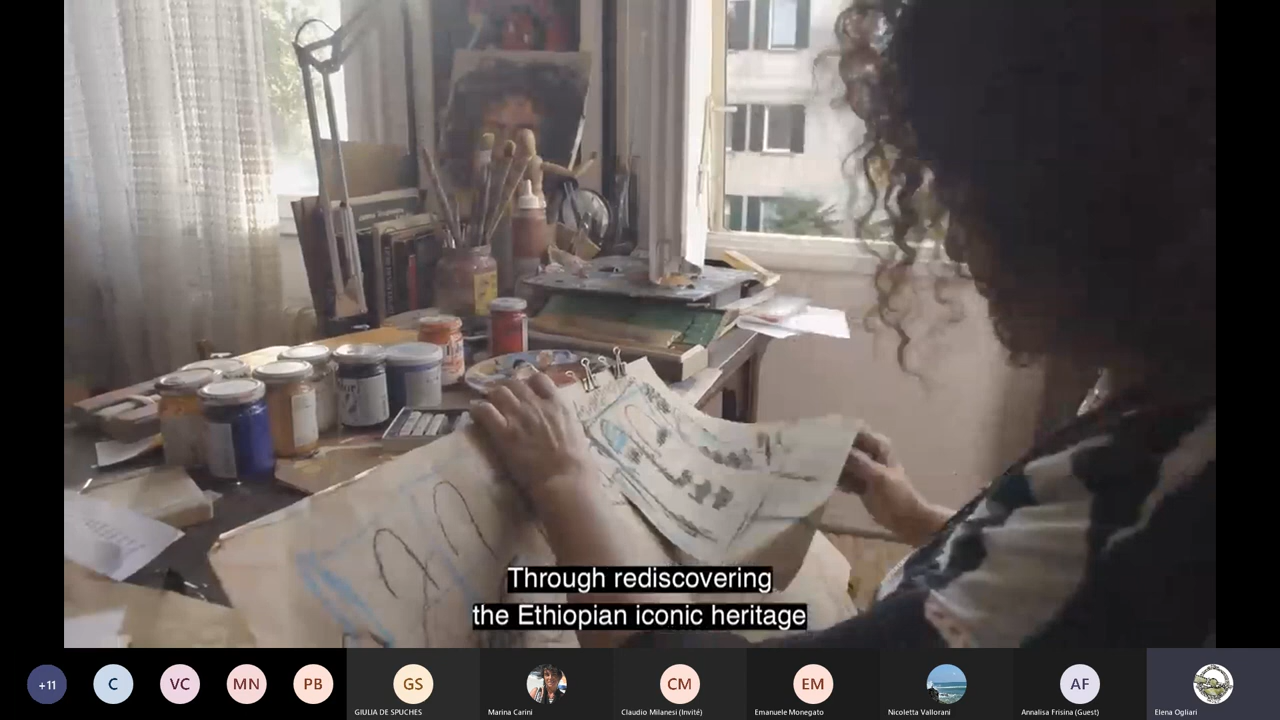 Through rediscovering
the Ethiopian iconic heritage
+11
C
VC
MN
PB
GS
CM
EM
AF
GIULIA DE SPUCHES
Marina Carini
Claudio Milanesi (Invité)
Emanuele Monegato
Nicoletta Vallorani
Annalisa Frisina (Guest)
Elena Ogliari